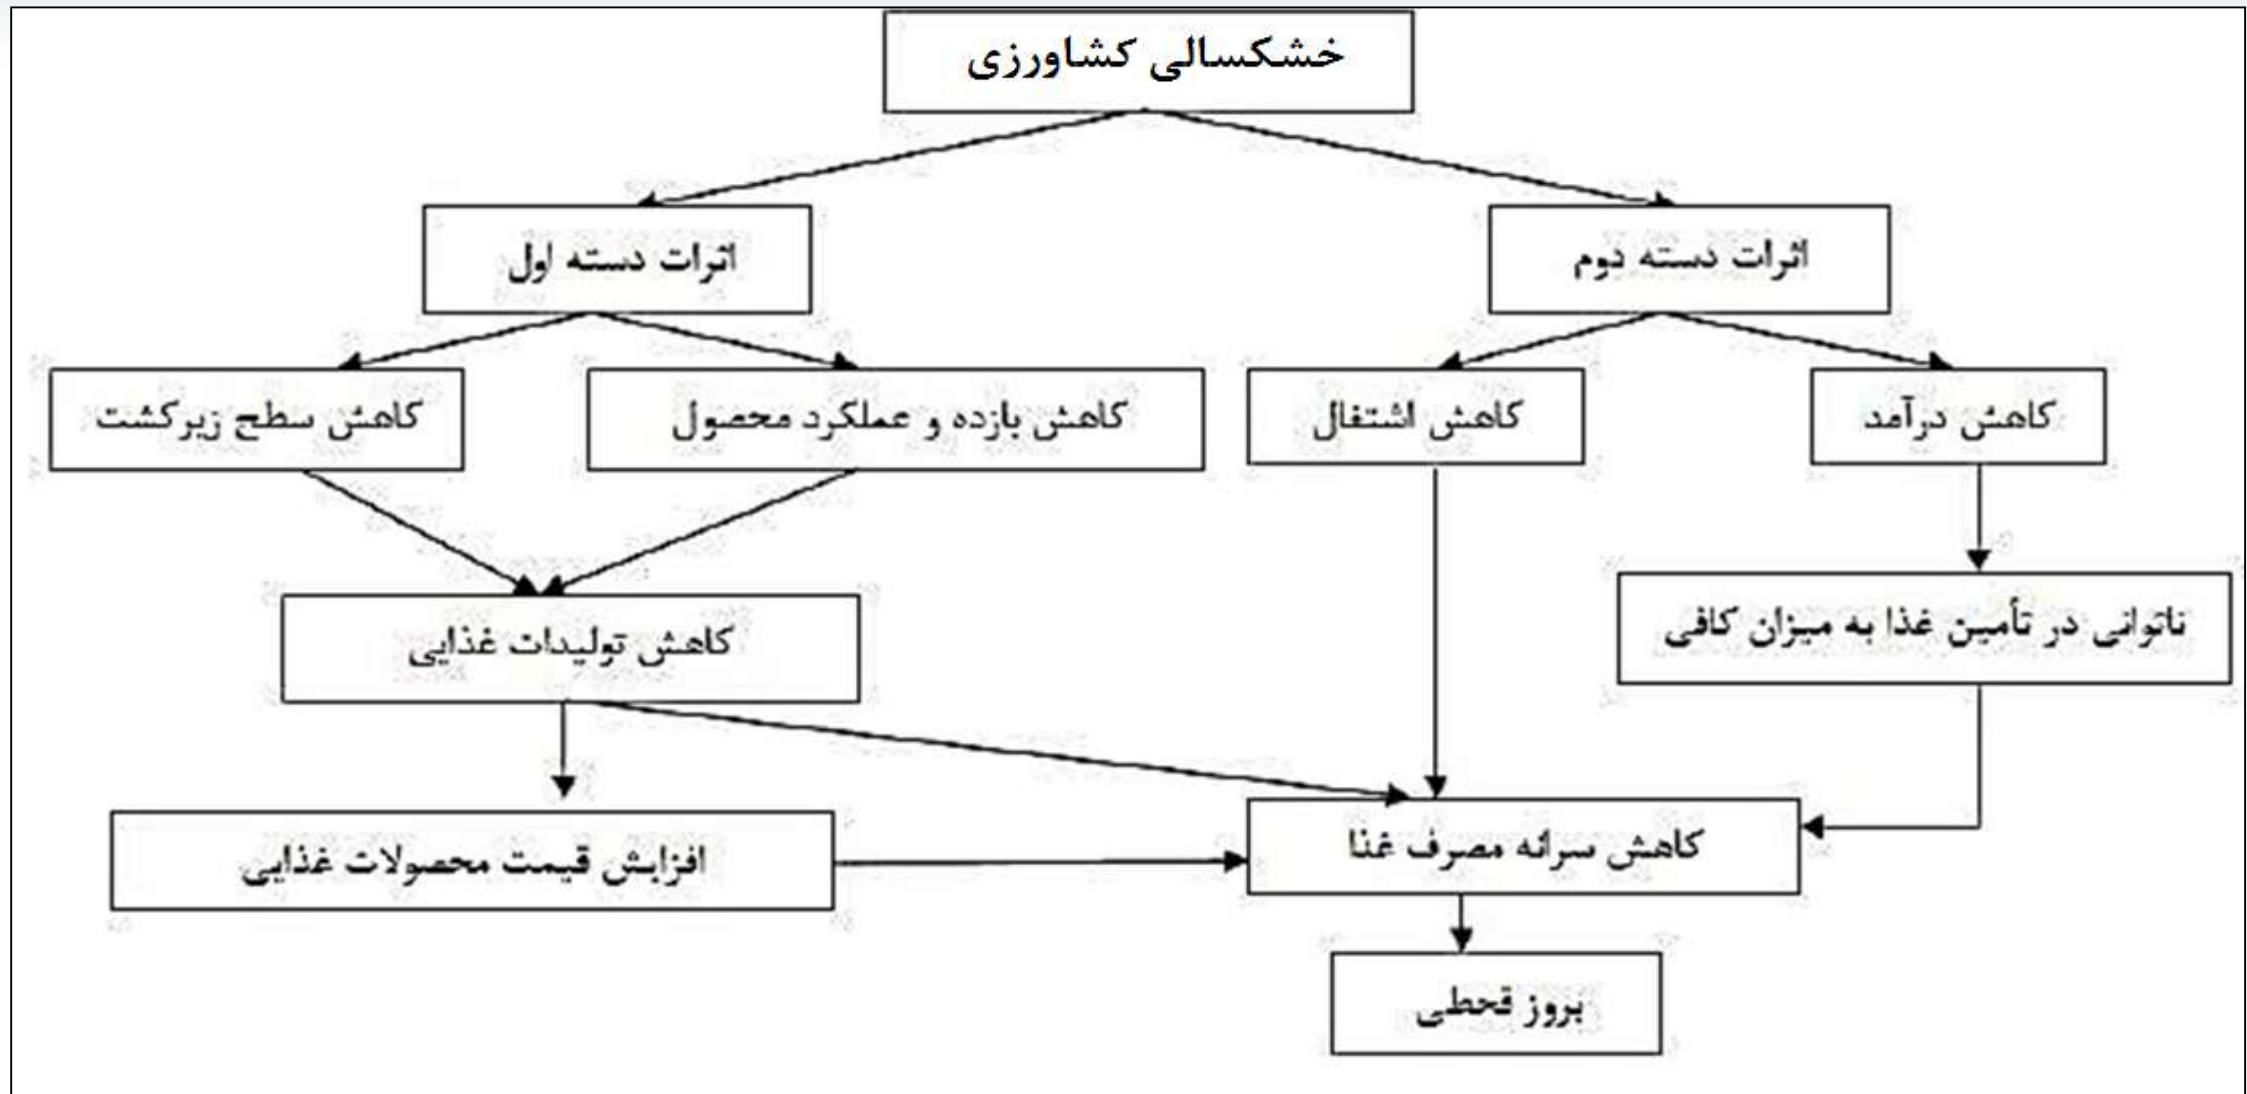 خشکسالی کشاورزی
اثرات دسته دوم
اثرات دسته اول
کاهش درآمد
کاهش اشتغال
کاهش بازده و عملکرد محصول
کاهش سطح زیرکشت
ناتوانی در تأمین غذا به میزان کافی
کاهش تولیدات غذایی
کاهش سرانه مصرف غذا
افزایش قیمت محصولات غذایی
بروز قحطی